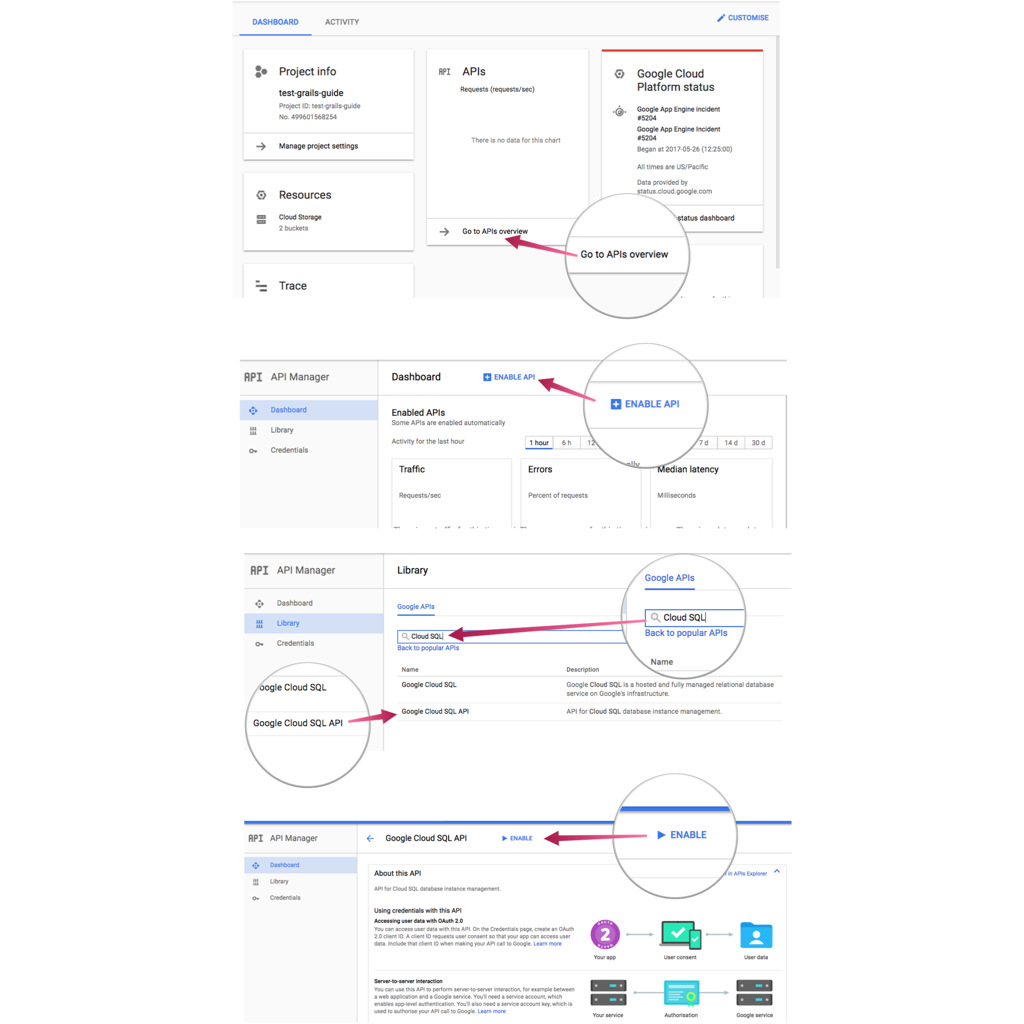 DASHBOARD
ACTIVITY
CUSTOMISE
Project info
test-grails-guide
Project ID: test-grails-guide
No. 499601568254
Manage project settings
Resources
Cloud Storage
2 buckets
Trace
API APIs
Requests (requests/sec)
There is no data for this chart
Go to APIs overview
Google Cloud
Platform status
Google App Engine incident
#5204
Google App Engine Incident
#5204
Began at 2017-05-26 (12:25:00)
All times are US/Pacific
Data provided by
status.cloud.google.com
status dashboard
Go to APIs overview
API API Manager
Dashboard
Library
Credentials
Dashboard
ENABLE API
ENABLE API
Enabled APIs
Some APIs are enabled automatically
Activity for the last hour
1 hour 6 h 12 7 d 14 d 30 d
Traffic
Requests/sec
Errors
Percent of requests
Median latency
Milliseconds
API API Manager
Dashboard
Library
Credentials
Library
Google APIs
Cloud SQL
Back to popular APIs
Name Description
Google Cloud SQL
Google Cloud SQL is a hosted and fully managed relational database
service on Google's infrastructure.
Google Cloud SQL API
API for Cloud SQL database instance management.
Google APIs
Cloud SQL
Back to popular APIs
Name
oogle Cloud SQL
Google Cloud SQL API
API API Manager
Dashboard
Library
Credentials
Google Cloud SQL API
ENABLE
ENABLE
About this API
in APIs Explorer
API for Cloud SQL database instance management.
Using credentials with this API
Accessing user data with OAuth 2.0
You can access user data with this API. On the Credentials page, create an OAuth
2.0 client ID. A client ID requests user consent so that your app can access user
data. Include that client ID when making your API call to Google. Learn more
2
Your app
User consent
User data
Server-to-server interaction
You can use this API to perform server-to-server interaction, for example between
a web application and a Google service. You'll need a service account, which
enables app-level authentication. You'll also need a service account key, which is
used to authorise your API call to Google. Learn more
Your service
Authorisation
Google service